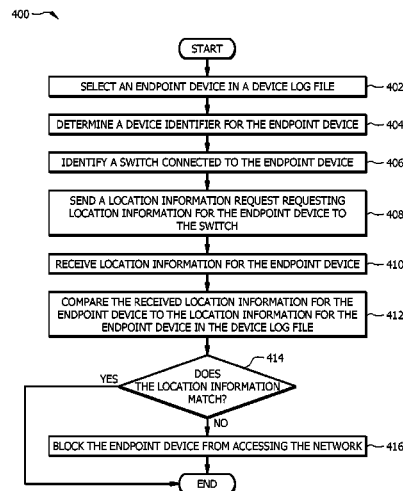 400
START
SELECT AN ENDPOINT DEVICE IN A DEVICE LOG FILE
402
DETERMINE A DEVICE IDENTIFIER FOR THE ENDPOINT DEVICE
404
IDENTIFY A SWITCH CONNECTED TO THE ENDPOINT DEVICE
406
SEND A LOCATION INFORMATION REQUEST REQUESTING
LOCATION INFORMATION FOR THE ENDPOINT DEVICE TO
THE SWITCH
408
RECEIVE LOCATION INFORMATION FOR THE ENDPOINT DEVICE
410
COMPARE THE RECEIVED LOCATION INFORMATION FOR THE
ENDPOINT DEVICE TO THE LOCATION INFORMATION FOR THE
ENDPOINT DEVICE IN THE DEVICE LOG FILE
412
414
YES
DOES
THE LOCATION INFORMATION
MATCH?
NO
BLOCK THE ENDPOINT DEVICE FROM ACCESSING THE NETWORK
416
END